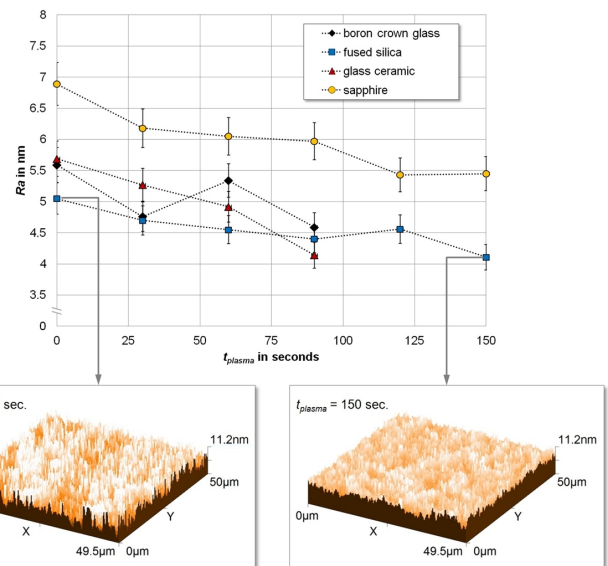 8
7.5
7
6.5
6
5.5
5
4.5
4
3.5
0
Ra in nm
boron crown glass
fused silica
glass ceramic
sapphire
0 25 50 75 100 125 150
t_plasma in seconds
sec.
11.2nm
50µm
Y
X
49.5µm 0µm
t_plasma = 150 sec.
11.2nm
50µm
0µm
Y
X
49.5µm 0µm